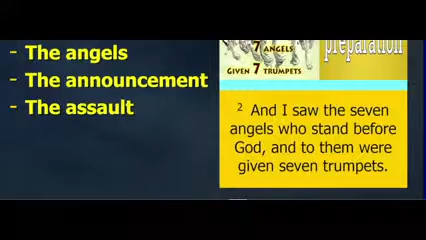 - The angels
- The announcement
- The assault
7 ANGELS
GIVEN 7 TRUMPETS
preparation
2 And I saw the seven
angels who stand before
God, and to them were
given seven trumpets.